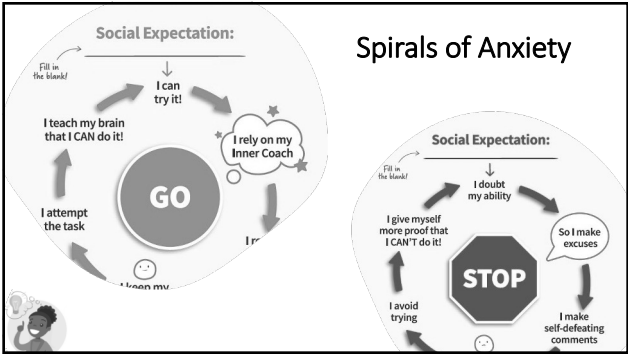 Spirals of Anxiety
Social Expectation:
Fill in
the blank!
I can
try it!
I rely on my
Inner Coach
I teach my brain
that I CAN do it!
GO
I attempt
the task
I keep my
Social Expectation:
Fill in
the blank!
I doubt
my ability
I give myself
more proof that
I CAN'T do it!
So I make
excuses
STOP
I avoid
trying
I make
self-defeating
comments